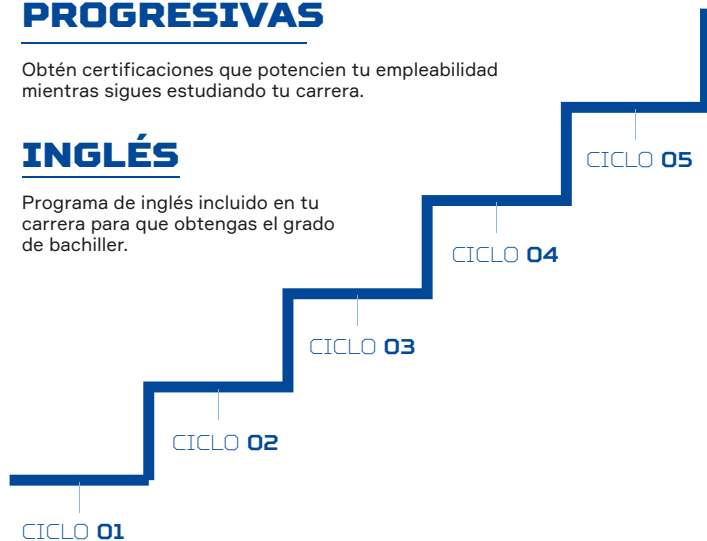 PROGRESIVAS
Obtén certificaciones que potencien tu empleabilidad
mientras sigues estudiando tu carrera.
INGLÉS
Programa de inglés incluido en tu
carrera para que obtengas el grado
de bachiller.
CICLO 05
CICLO 04
CICLO 03
CICLO 02
CICLO 01